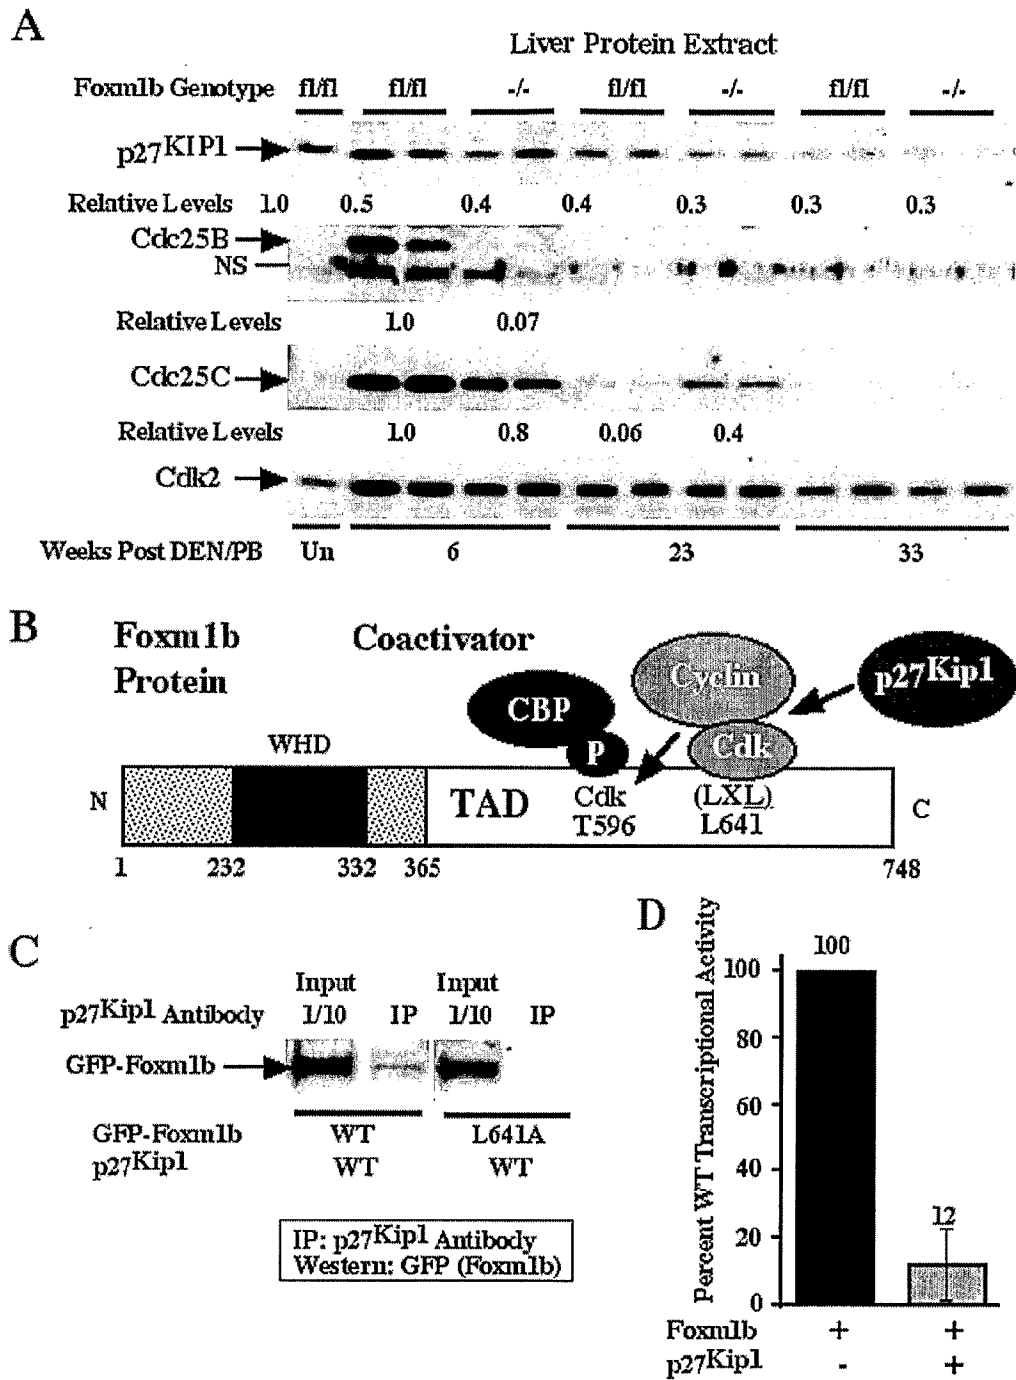 A
Liver Protein Extract
Foxm1b Genotype fl/fl fl/fl -/- fl/fl -/- fl/fl -/-
p27KIP1
Relative Levels 1.0 0.5 0.4 0.4 0.3 0.3 0.3
Cdc25B
NS
Relative Levels 1.0 0.07
Cdc25C
Relative Levels 1.0 0.8 0.06 0.4
Cdk2
Weeks Post DEN/PB Un 6 23 33
B
Foxm1b Coactivator
Protein
Cyclin
p27Kip1
CBP
P
Cdk
WHD
N
TAD
Cdk (LXL)
T596 L641
C
1 232 332 365 748
C
Input Input
p27Kip1 Antibody 1/10 IP 1/10 IP
GFP-Foxm1b
GFP-Foxm1b WT L641A
p27Kip1 WT WT
IP: p27Kip1 Antibody
Western: GFP (Foxm1b)
D
Percent WT Transcriptional Activity
100
80
60
40
20
0
100
12
Foxm1b + +
p27Kip1 - +